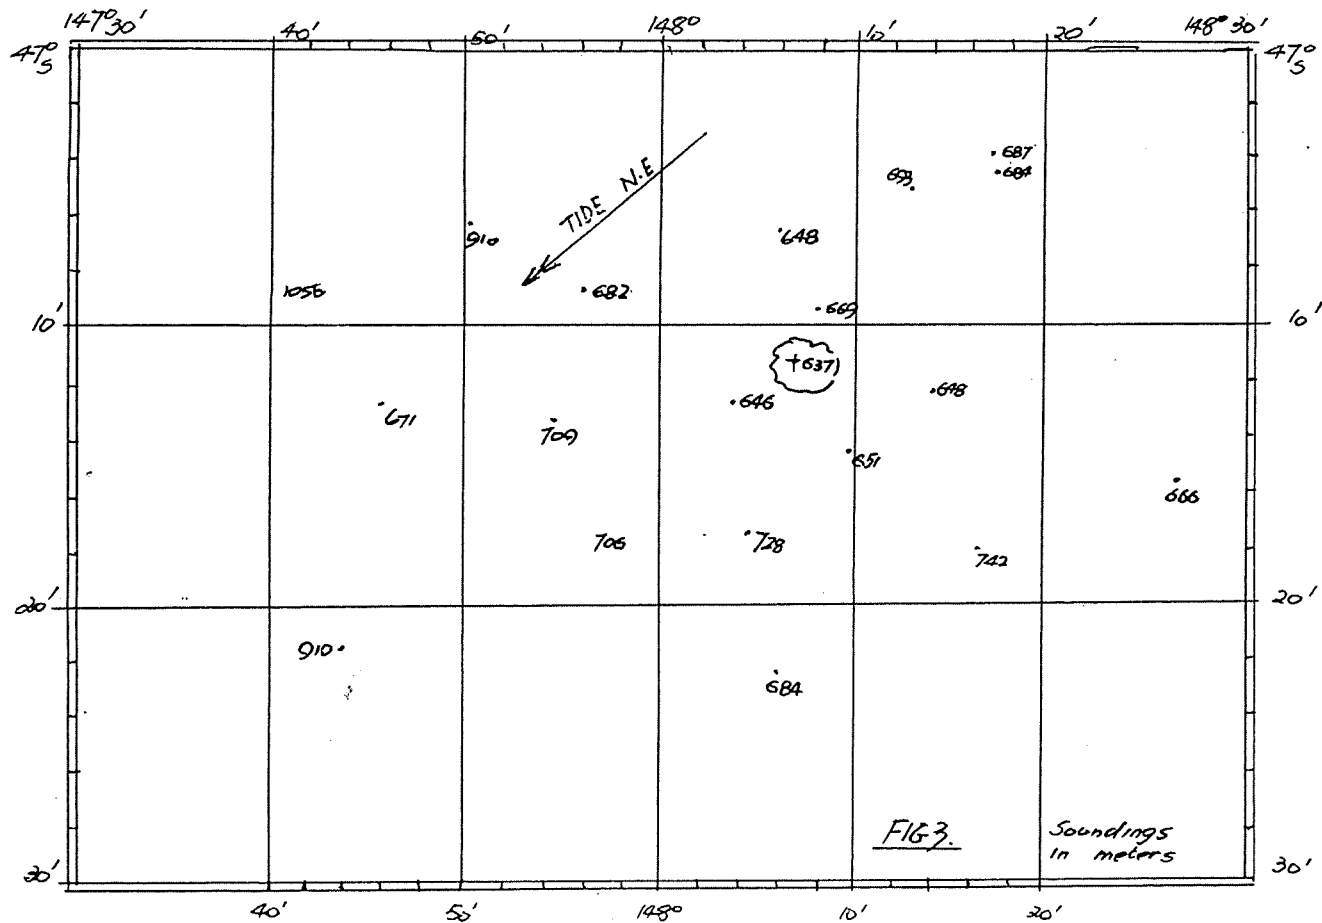 147° 30' 40' 50' 148° 10' 20' 148° 30'
47° S 47° S
687
684
TIDE N.E
910 648
1056 682
669
10' 10'
637
646 648
671 709
651
666
706 728 742
20' 20'
910
684
FIG 3. Soundings
in meters
30' 30'
40' 50' 148° 10' 20'